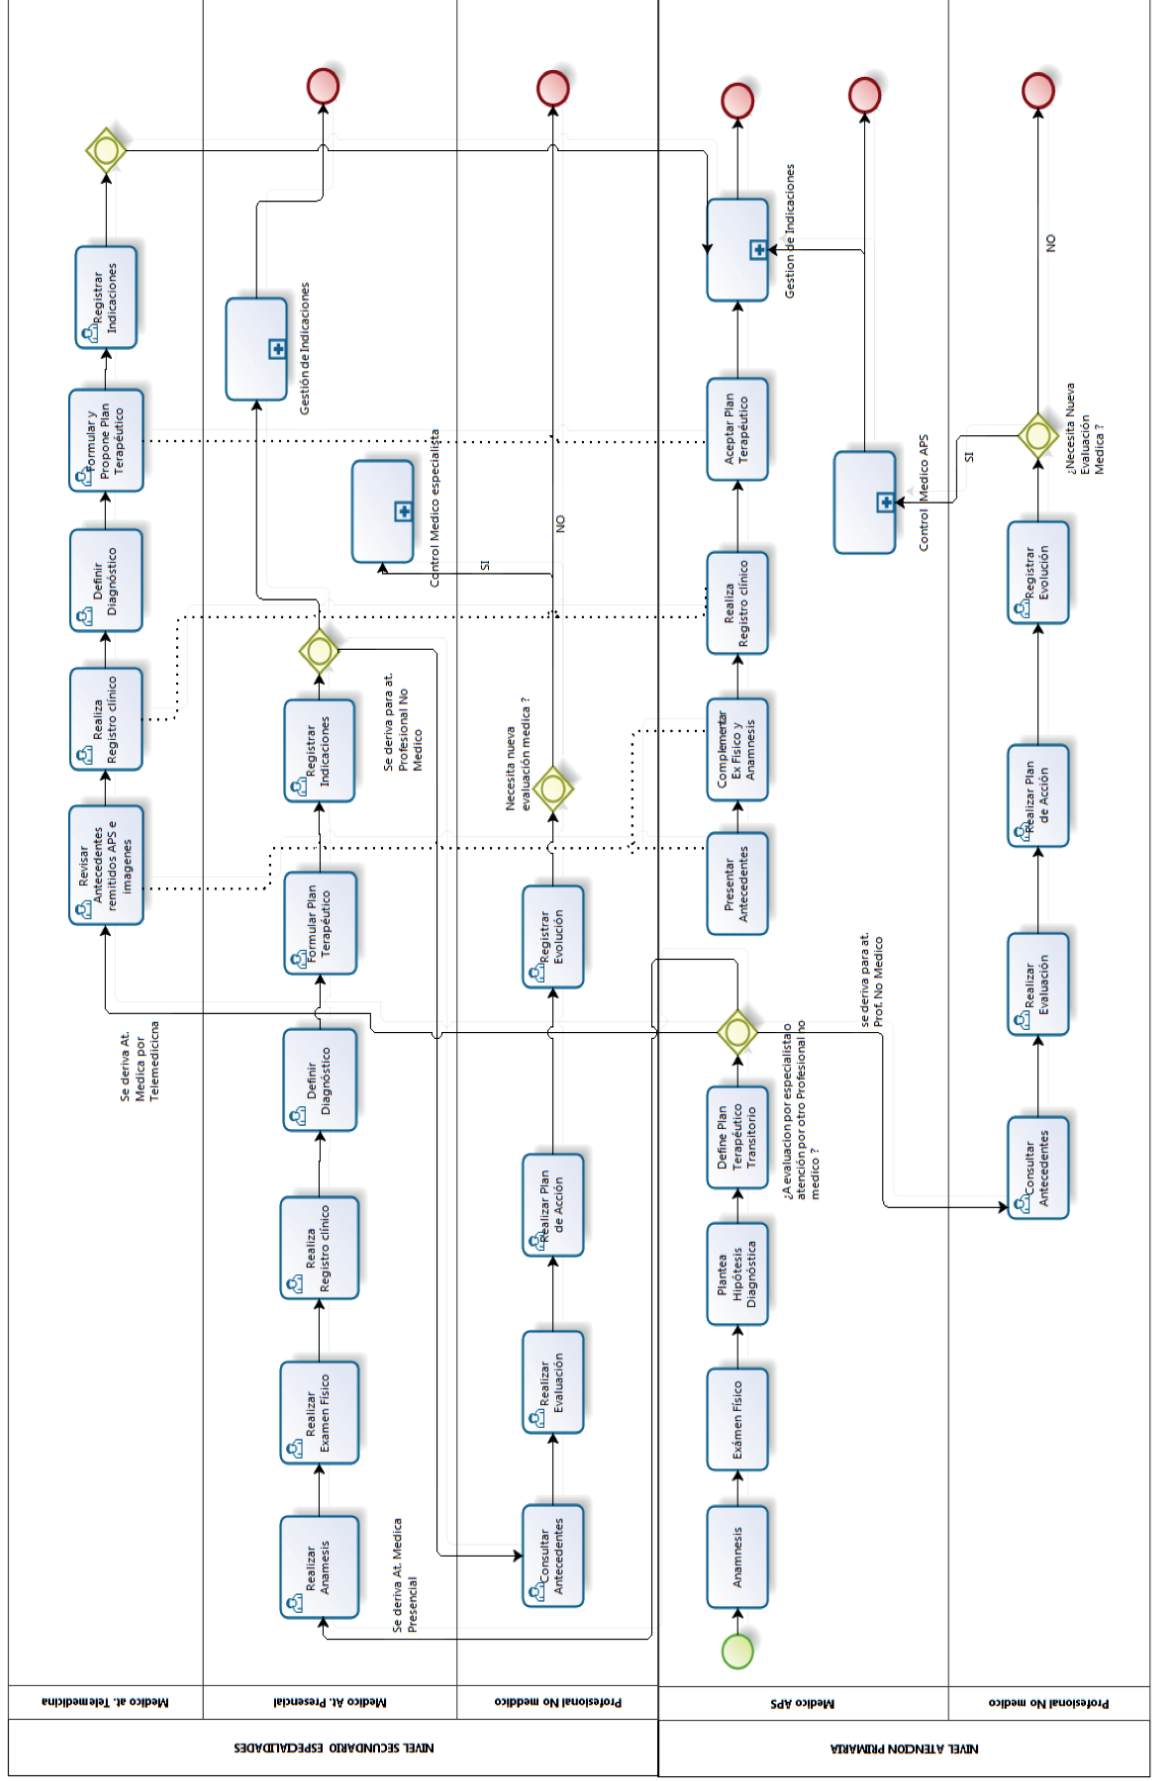 NIVEL SECUNDARIO ESPECIALIDADES
Medico at. Telemedicina
Se deriva At.
Medica por
Telemedicicna
Revisar
Antecedentes
remitidos APS e
imagenes
Realiza
Registro clínico
Definir
Diagnóstico
Formular y
Propone Plan
Terapéutico
Registrar
Indicaciones
Medico At. Presencial
Se deriva At. Medica
Presencial
Realizar
Anamesis
Realizar
Examen Físico
Realiza
Registro clínico
Definir
Diagnóstico
Formular Plan
Terapéutico
Registrar
Indicaciones
Se deriva para at.
Profesional No
Medico
Gestión de Indicaciones
Control Medico especialista
Profesional No meddico
Consultar
Antecedentes
Realizar
Evaluación
Realizar Plan
de Acción
Registrar
Evolución
Necesita nueva
evaluación medica ?
SI
NO
NIVEL ATENCION PRIMARIA
Medico APS
Anamnesis
Exámen Físico
Plantea
Hipótesis
Diagnóstica
Define Plan
Terapéutico
Transitorio
¿A evaluacion por especialista o
atención por otro Profesional no
medico ?
se deriva para at.
Prof. No Medico
Presentar
Antecedentes
Complementar
Ex Fisico y
Anamnesis
Realiza
Registro clínico
Aceptar Plan
Terapéutico
Gestion de Indicaciones
Control Medico APS
Profesional No medico
Consultar
Antecedentes
Realizar
Evaluación
Realizar Plan
de Acción
Registrar
Evolución
¿Necesita Nueva
Evaluación
Medica ?
SI
NO